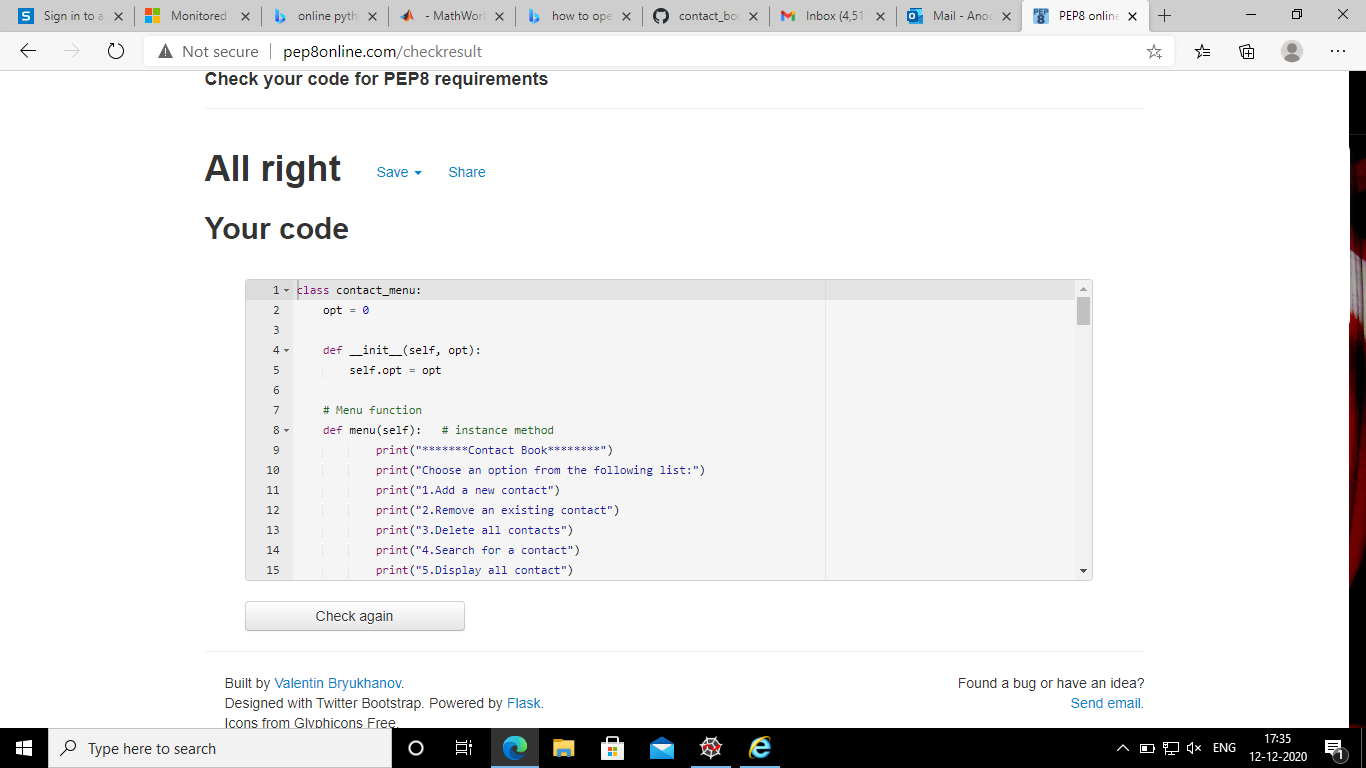 Sign in to a
Monitored
online pyth
- MathWor
how to ope
contact_bo
Inbox (4,51
Mail - Anoc
PEP8 online
Not secure
pep8online.com/checkresult
Check your code for PEP8 requirements
All right
Save
Share
Your code
1 class contact_menu:
2 opt = 0
3
4 def __init__(self, opt):
5 self.opt = opt
6
7 # Menu function
8 def menu(self):   # instance method
9 print("*******Contact Book********")
10 print("Choose an option from the following list:")
11 print("1.Add a new contact")
12 print("2.Remove an existing contact")
13 print("3.Delete all contacts")
14 print("4.Search for a contact")
15 print("5.Display all contact")
Check again
Built by Valentin Bryukhanov.
Designed with Twitter Bootstrap. Powered by Flask.
Icons from Glyphicons Free.
Found a bug or have an idea?
Send email.
Type here to search
ENG
17:35
12-12-2020
1